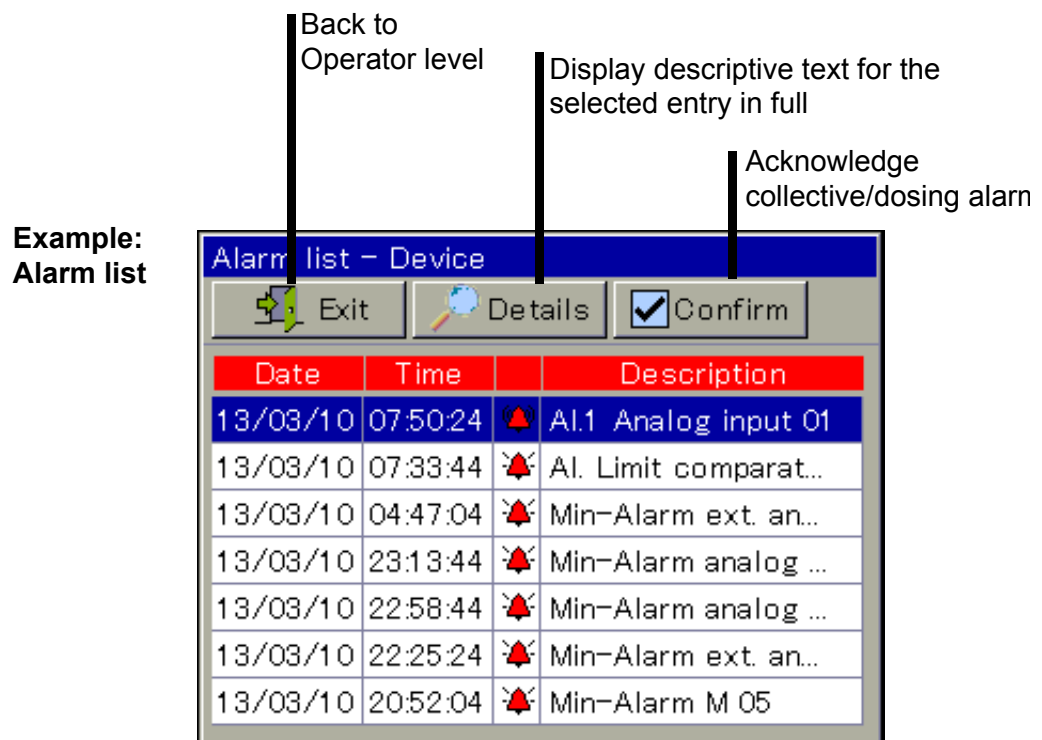 Back to
Operator level
Display descriptive text for the
selected entry in full
Acknowledge
collective/dosing alarm
Example:
Alarm list
Alarm list - Device
Exit Details Confirm
Date Time Description
13/03/10 07:50:24 Al.1 Analog input 01
13/03/10 07:33:44 Al. Limit comparat...
13/03/10 04:47:04 Min-Alarm ext. an...
13/03/10 23:13:44 Min-Alarm analog ...
13/03/10 22:58:44 Min-Alarm analog ...
13/03/10 22:25:24 Min-Alarm ext. an...
13/03/10 20:52:04 Min-Alarm M 05